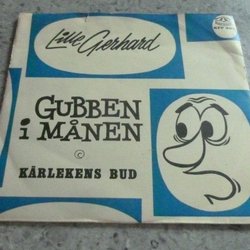 Lille Gerhard
GUBBEN
i MÅNEN
©
KÄRLEKENS BUD